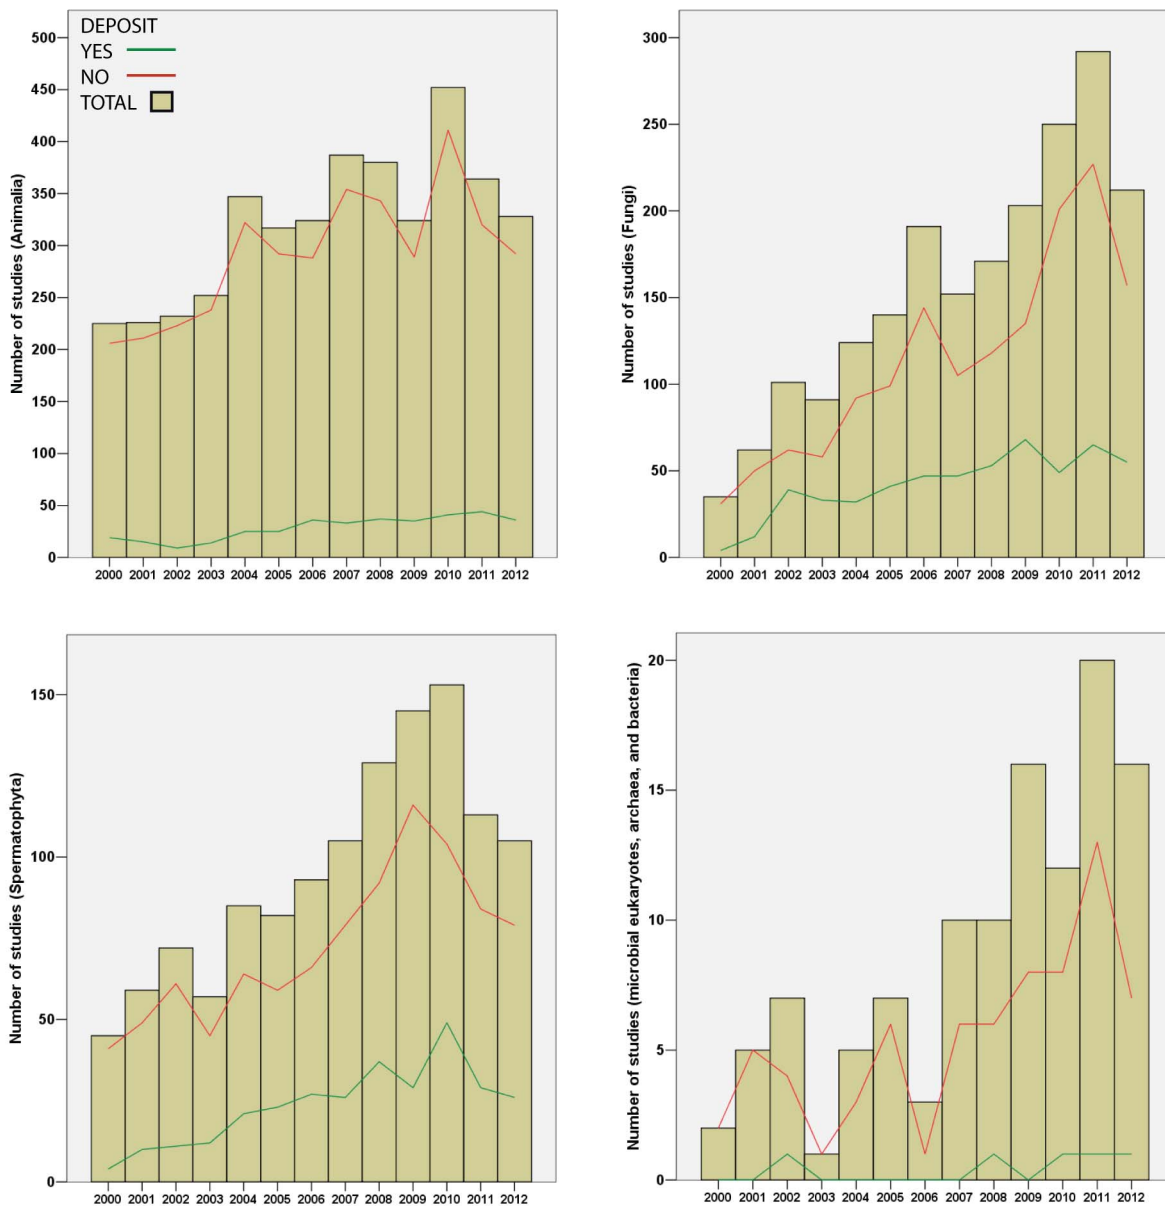 DEPOSIT
YES
NO
TOTAL
Number of studies (Animalia)
500
450
400
350
300
250
200
150
100
50
0
2000 2001 2002 2003 2004 2005 2006 2007 2008 2009 2010 2011 2012
Number of studies (Fungi)
300
250
200
150
100
50
0
2000 2001 2002 2003 2004 2005 2006 2007 2008 2009 2010 2011 2012
Number of studies (Spermatophyta)
150
100
50
0
2000 2001 2002 2003 2004 2005 2006 2007 2008 2009 2010 2011 2012
Number of studies (microbial eukaryotes, archaea, and bacteria)
20
15
10
5
0
2000 2001 2002 2003 2004 2005 2006 2007 2008 2009 2010 2011 2012